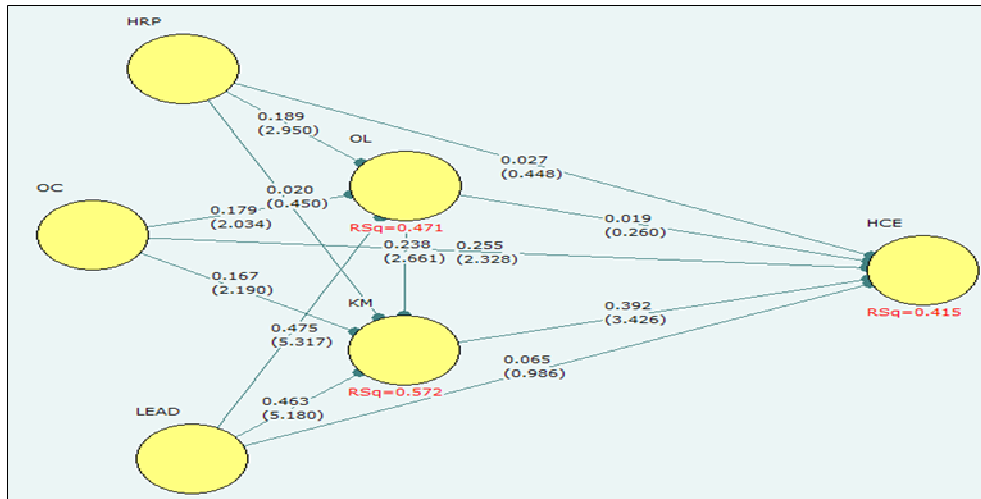 HRP
0.189
(2.950)
OL
0.027
(0.448)
OC
0.020
(0.450)
0.179
(2.034)
0.019
(0.260)
HCE
RSq=0.471
0.238
(2.661)
0.255
(2.328)
0.167
(2.190)
KM
0.392
(3.426)
RSq=0.415
0.475
(5.317)
0.065
(0.986)
RSq=0.572
0.463
(5.180)
LEAD